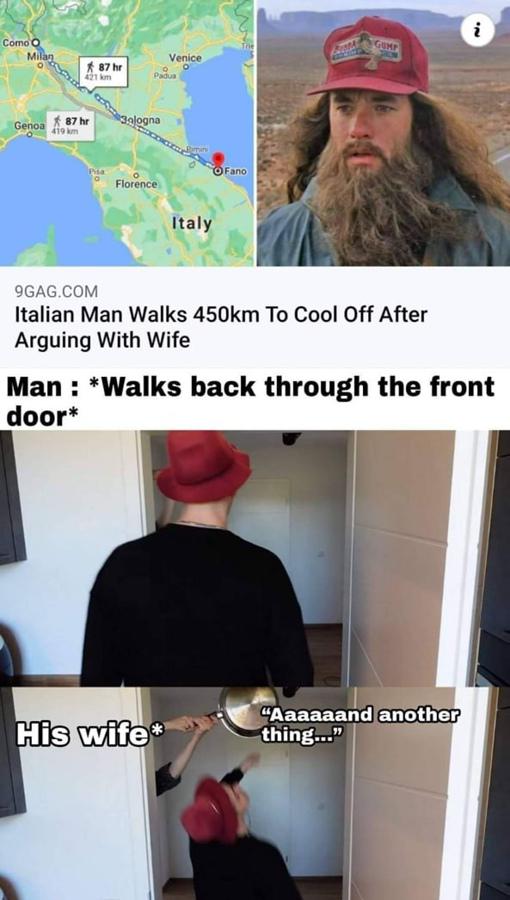 Como
Milan
87 hr
421 km
Venice
Padua
Trie
Genoa
87 hr
419 km
Bologna
Rimini
Pisa
Florence
Fano
Italy
BUBBA GUMP
i
9GAG.COM
Italian Man Walks 450km To Cool Off After
Arguing With Wife
Man : *Walks back through the front
door*
His wife*
“Aaaaaand another
thing...”